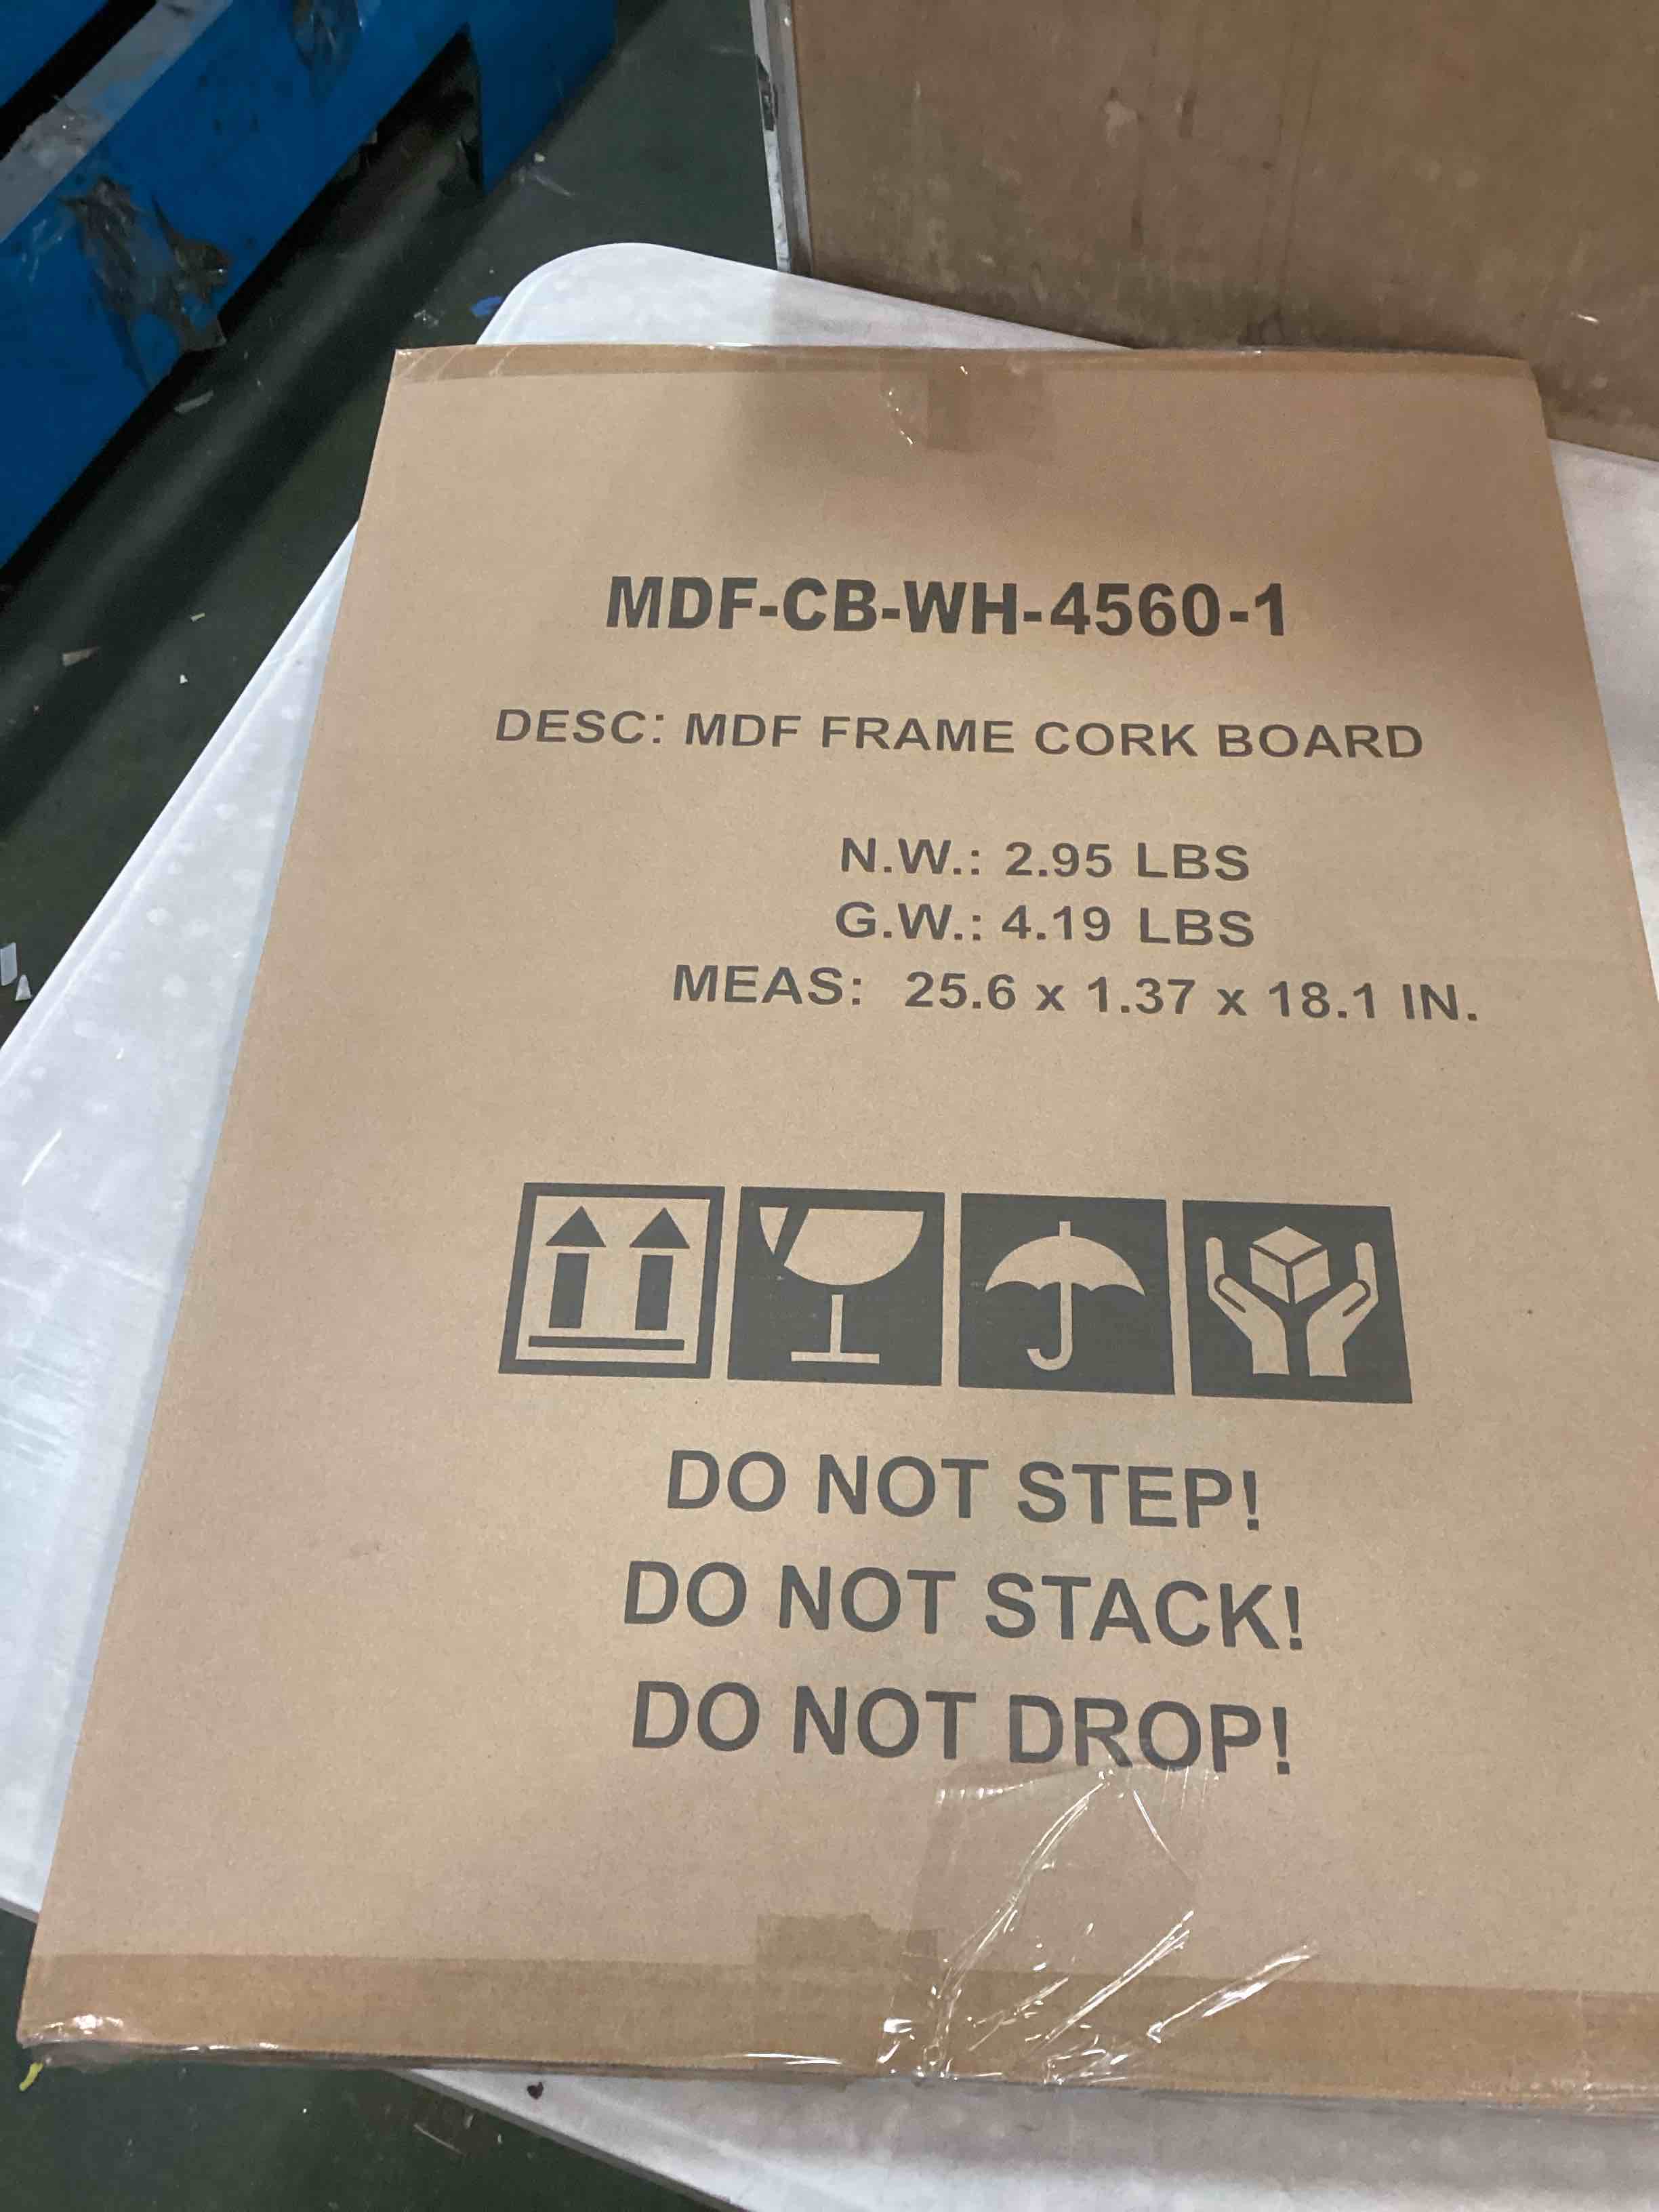 MDF-CB-WH-4560-1
DESC: MDF FRAME CORK BOARD
N.W.: 2.95 LBS
G.W.: 4.19 LBS
MEAS: 25.6 x 1.37 x 18.1 IN.
DO NOT STEP!
DO NOT STACK!
DO NOT DROP!